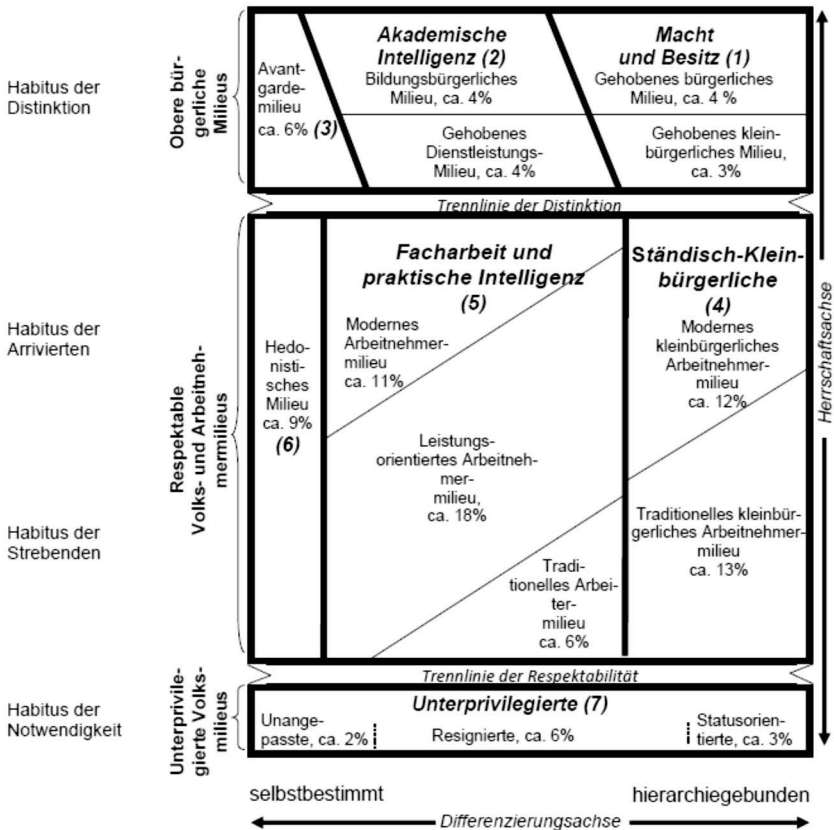 Habitus der
Distinktion
Obere bür-
gerliche
Milieus
Avant-
garde-
milieu
ca. 6% (3)
Akademische
Intelligenz (2)
Bildungsbürgerliches
Milieu, ca. 4%
Gehobenes
Dienstleistungs-
Milieu, ca. 4%
Macht
und Besitz (1)
Gehobenes bürgerliches
Milieu, ca. 4 %
Gehobenes klein-
bürgerliches Milieu,
ca. 3%
Trennlinie der Distinktion
Habitus der
Arrivierten
Habitus der
Strebenden
Respektable
Volks- und Arbeitneh-
mermilieus
Hedo-
nisti-
sches
Milieu
ca. 9%
(6)
Facharbeit und
praktische Intelligenz
(5)
Modernes
Arbeitnehmer-
milieu
ca. 11%
Leistungs-
orientiertes Arbeitneh-
mer-
milieu,
ca. 18%
Tradi-
tionelles Arbei-
ter-
milieu
ca. 6%
Ständisch-Klein-
bürgerliche
(4)
Modernes
kleinbürgerliches
Arbeitnehmer-
milieu
ca. 12%
Traditionelles kleinbür-
gerliches Arbeitnehmer-
milieu
ca. 13%
Trennlinie der Respektabilität
Habitus der
Notwendigkeit
Unterprivile-
gierte Volks-
milieus
Unterprivilegierte (7)
Unange-
passte, ca. 2%
Resignierte, ca. 6%
Statusorien-
tierte, ca. 3%
Herrschaftsachse
selbstbestimmt
hierarchiegebunden
Differenzierungsachse